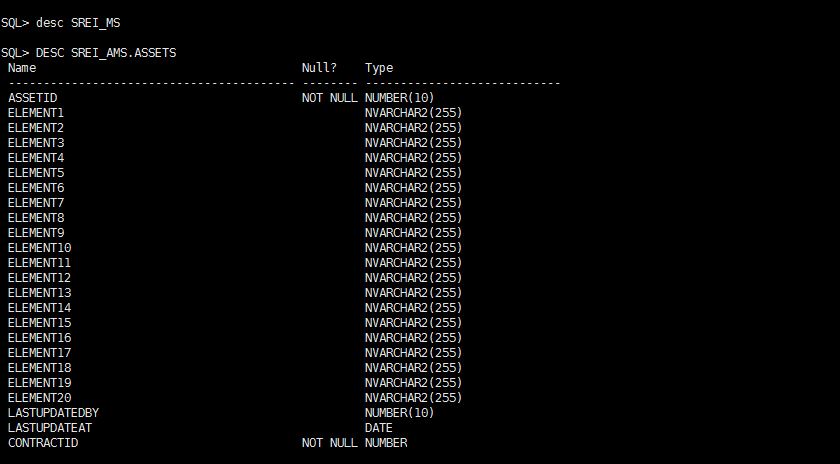 SQL> desc SREI_MS
SQL> DESC SREI_AMS.ASSETS
Name Null? Type
----------------------------------------- -------- ----------------------------
ASSETID NOT NULL NUMBER(10)
ELEMENT1 NVARCHAR2(255)
ELEMENT2 NVARCHAR2(255)
ELEMENT3 NVARCHAR2(255)
ELEMENT4 NVARCHAR2(255)
ELEMENT5 NVARCHAR2(255)
ELEMENT6 NVARCHAR2(255)
ELEMENT7 NVARCHAR2(255)
ELEMENT8 NVARCHAR2(255)
ELEMENT9 NVARCHAR2(255)
ELEMENT10 NVARCHAR2(255)
ELEMENT11 NVARCHAR2(255)
ELEMENT12 NVARCHAR2(255)
ELEMENT13 NVARCHAR2(255)
ELEMENT14 NVARCHAR2(255)
ELEMENT15 NVARCHAR2(255)
ELEMENT16 NVARCHAR2(255)
ELEMENT17 NVARCHAR2(255)
ELEMENT18 NVARCHAR2(255)
ELEMENT19 NVARCHAR2(255)
ELEMENT20 NVARCHAR2(255)
LASTUPDATEDBY NUMBER(10)
LASTUPDATEAT DATE
CONTRACTID NOT NULL NUMBER